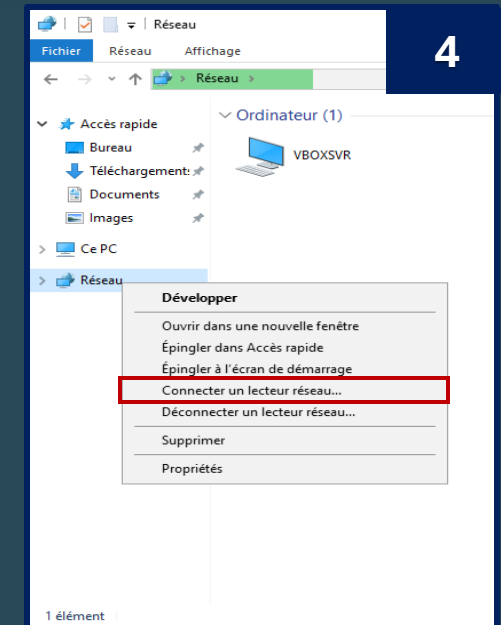 Réseau
4
Fichier Réseau Affichage
Réseau
Accès rapide
Bureau
Téléchargements
Documents
Images
Ce PC
Réseau
Ordinateur (1)
VBOXSVR
Développer
Ouvrir dans une nouvelle fenêtre
Épingler dans Accès rapide
Épingler à l'écran de démarrage
Connecter un lecteur réseau...
Déconnecter un lecteur réseau...
Supprimer
Propriétés
1 élément